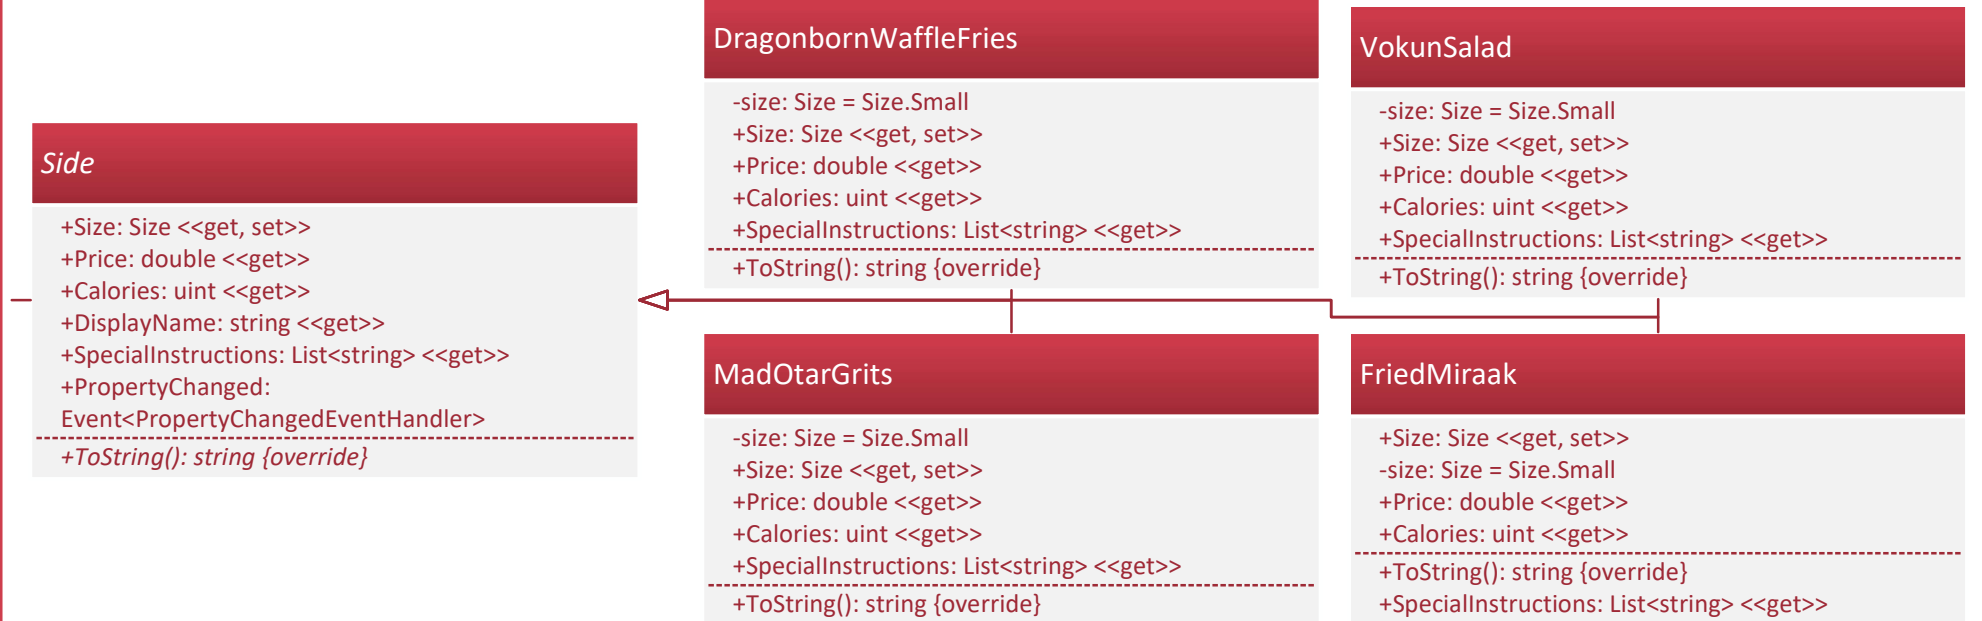 Side
+Size: Size <<get, set>>
+Price: double <<get>>
+Calories: uint <<get>>
+DisplayName: string <<get>>
+SpecialInstructions: List<string> <<get>>
+PropertyChanged:
Event<PropertyChangedEventHandler>
+ToString(): string {override}
DragonbornWaffleFries
-size: Size = Size.Small
+Size: Size <<get, set>>
+Price: double <<get>>
+Calories: uint <<get>>
+SpecialInstructions: List<string> <<get>>
+ToString(): string {override}
VokunSalad
-size: Size = Size.Small
+Size: Size <<get, set>>
+Price: double <<get>>
+Calories: uint <<get>>
+SpecialInstructions: List<string> <<get>>
+ToString(): string {override}
MadOtarGrits
-size: Size = Size.Small
+Size: Size <<get, set>>
+Price: double <<get>>
+Calories: uint <<get>>
+SpecialInstructions: List<string> <<get>>
+ToString(): string {override}
FriedMiraak
+Size: Size <<get, set>>
-size: Size = Size.Small
+Price: double <<get>>
+Calories: uint <<get>>
+ToString(): string {override}
+SpecialInstructions: List<string> <<get>>